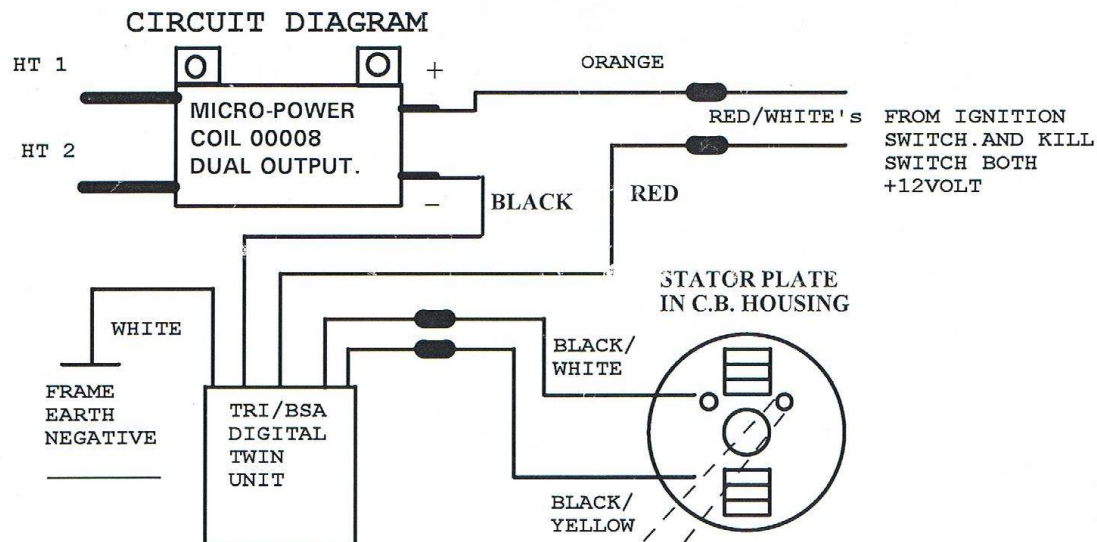 CIRCUIT DIAGRAM
HT 1
HT 2
MICRO-POWER
COIL 00008
DUAL OUTPUT.
+
−
ORANGE
RED/WHITE's
FROM IGNITION
SWITCH.AND KILL
SWITCH BOTH
+12VOLT
BLACK
RED
WHITE
FRAME
EARTH
NEGATIVE
TRI/BSA
DIGITAL
TWIN
UNIT
BLACK/
WHITE
BLACK/
YELLOW
STATOR PLATE
IN C.B. HOUSING